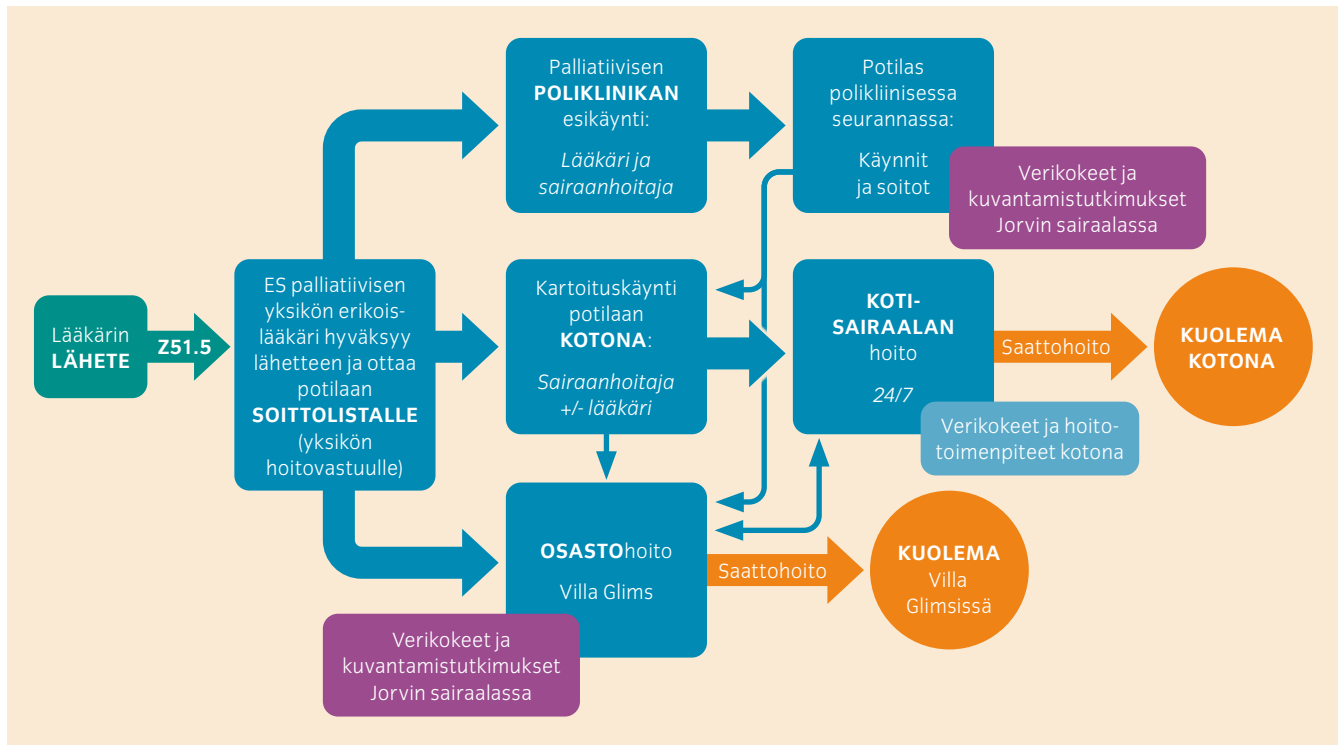 Lääkärin
LÄHETE
Z51.5
ES palliatiivisen
yksikön erikois-
lääkäri hyväksyy
lähetteen ja ottaa
potilaan
SOITTOLISTALLE
(yksikön
hoitovastuulle)
Palliatiivisen
POLIKLINIKAN
esikäynti:
Lääkäri ja
sairaanhoitaja
Potilas
polikliinisessa
seurannassa:
Käynnit
ja soitot
Verikokeet ja
kuvantamistutkimukset
Jorvin sairaalassa
Kartoituskäynti
potilaan
KOTONA:
Sairaanhoitaja
+/- lääkäri
KOTI-
SAIRAALAN
hoito
24/7
Verikokeet ja hoito-
toimenpiteet kotona
Saattohoito
KUOLEMA
KOTONA
OSASTOhoito
Villa Glims
Verikokeet ja
kuvantamistutkimukset
Jorvin sairaalassa
Saattohoito
KUOLEMA
Villa
Glimsissä